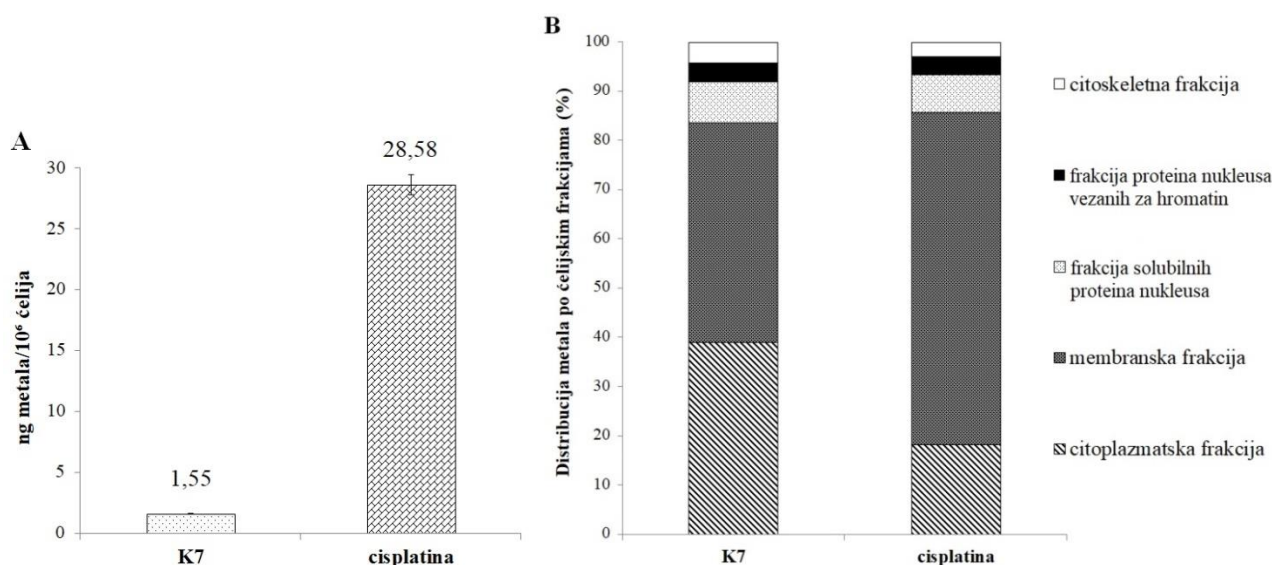 A
ng metala/10⁶ ćelija
30
25
20
15
10
5
0
1,55
28,58
K7
cisplatina
B
Distribucija metala po ćelijskim frakcijama (%)
100
90
80
70
60
50
40
30
20
10
0
K7
cisplatina
citoskeletna frakcija
frakcija proteina nukleusa
vezanih za hromatin
frakcija solubilnih
proteina nukleusa
membranska frakcija
citoplazmatska frakcija